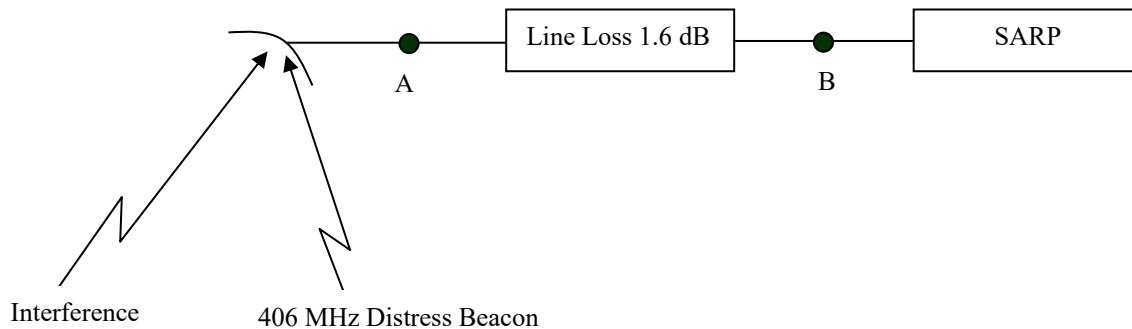 Line Loss 1.6 dB
SARP
A
B
Interference
406 MHz Distress Beacon